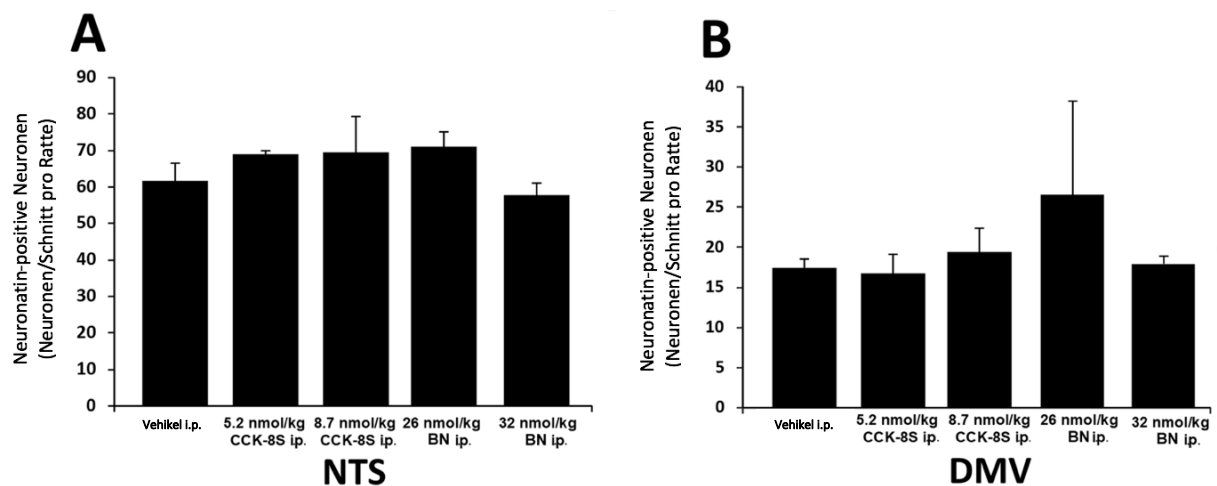 A
Neuronatin-positive Neuronen
(Neuronen/Schnitt pro Ratte)
90
80
70
60
50
40
30
20
10
0
Vehikel i.p.
5.2 nmol/kg
CCK-8S ip.
8.7 nmol/kg
CCK-8S ip.
26 nmol/kg
BN ip.
32 nmol/kg
BN ip.
NTS
B
Neuronatin-positive Neuronen
(Neuronen/Schnitt pro Ratte)
40
35
30
25
20
15
10
5
0
Vehikel i.p.
5.2 nmol/kg
CCK-8S ip.
8.7 nmol/kg
CCK-8S ip.
26 nmol/kg
BN ip.
32 nmol/kg
BN ip.
DMV